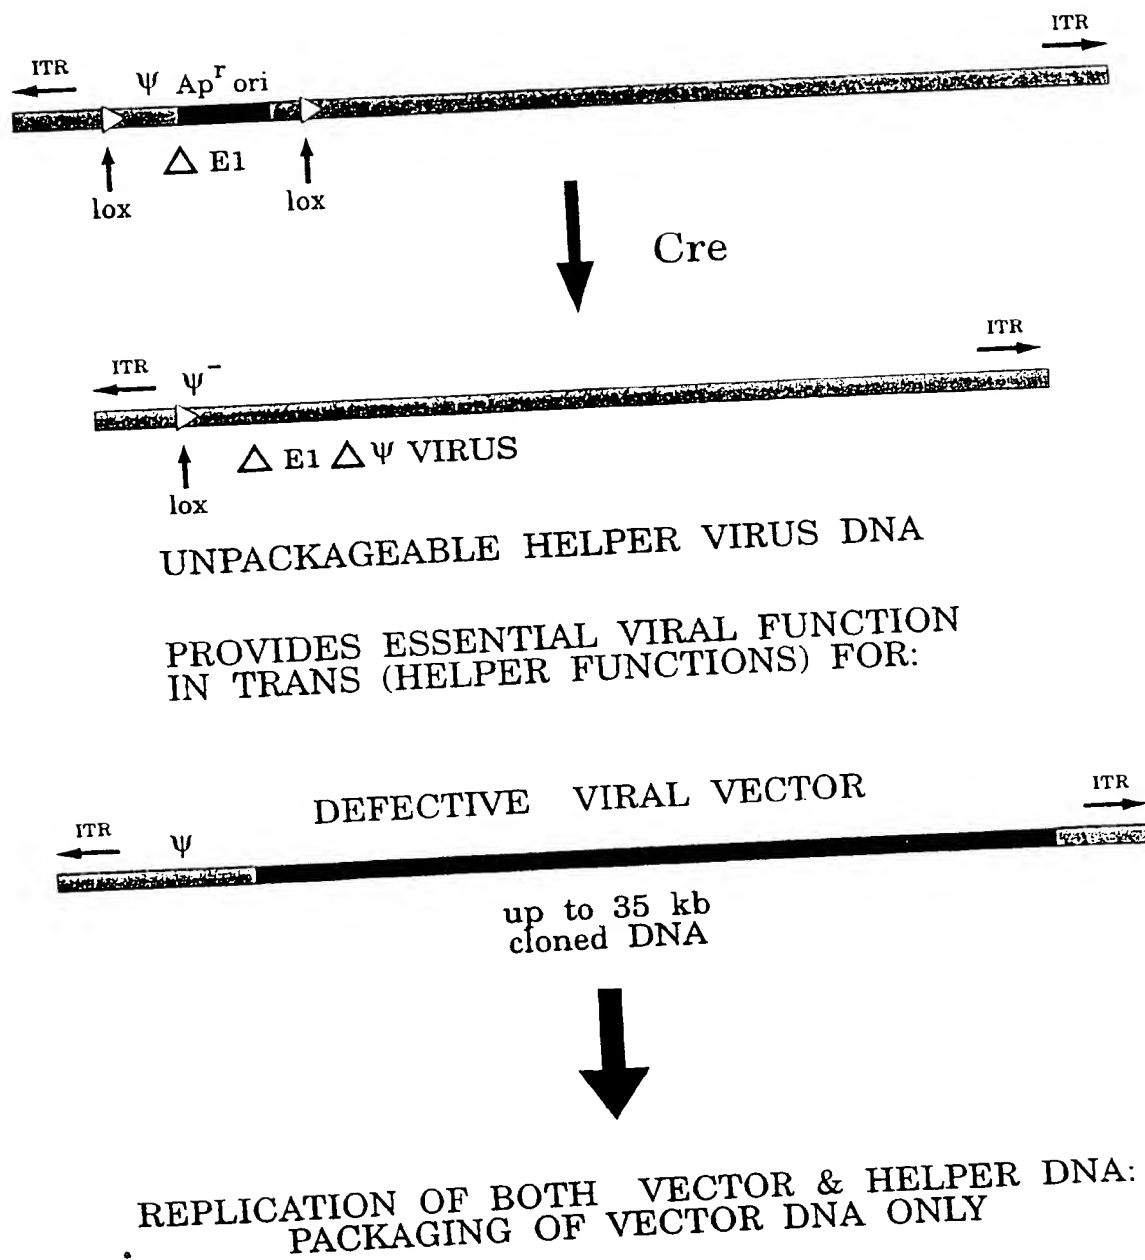 ITR
ITR
ψ Apʳ ori
△ E1
lox
lox
Cre
ITR
ITR
ψ⁻
△ E1 △ ψ VIRUS
lox
UNPACKAGEABLE HELPER VIRUS DNA
PROVIDES ESSENTIAL VIRAL FUNCTION
IN TRANS (HELPER FUNCTIONS) FOR:
DEFECTIVE VIRAL VECTOR
ITR
ITR
ψ
up to 35 kb
cloned DNA
REPLICATION OF BOTH VECTOR & HELPER DNA:
PACKAGING OF VECTOR DNA ONLY